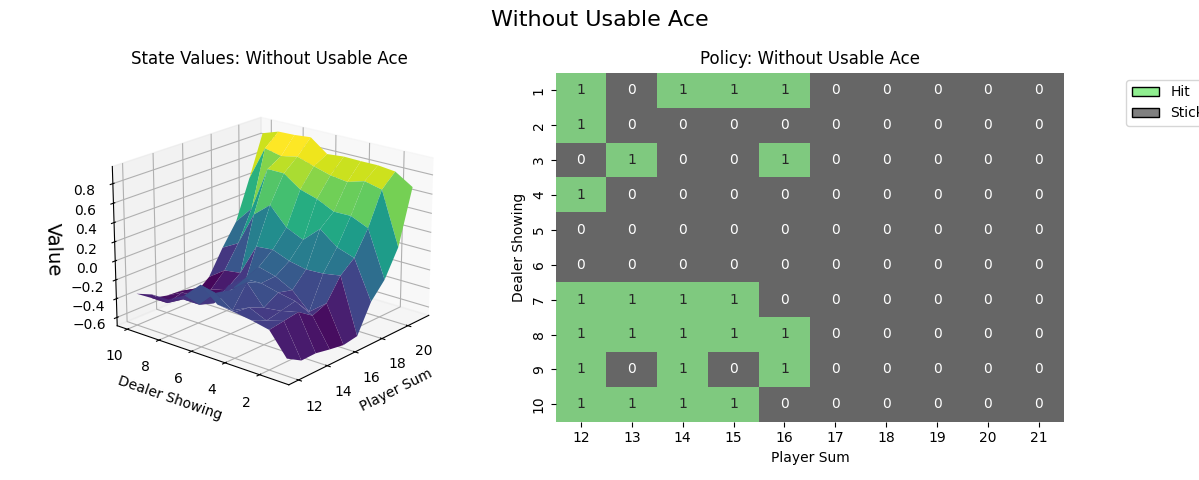 Without Usable Ace
State Values: Without Usable Ace
Value
0.8
0.6
0.4
0.2
0.0
−0.2
−0.4
−0.6
10
8
6
4
2
Dealer Showing
12
14
16
18
20
Player Sum
Policy: Without Usable Ace
Dealer Showing
1 1 0 1 1 1 0 0 0 0 0
2 1 0 0 0 0 0 0 0 0 0
3 0 1 0 0 1 0 0 0 0 0
4 1 0 0 0 0 0 0 0 0 0
5 0 0 0 0 0 0 0 0 0 0
6 0 0 0 0 0 0 0 0 0 0
7 1 1 1 1 0 0 0 0 0 0
8 1 1 1 1 1 0 0 0 0 0
9 1 0 1 0 1 0 0 0 0 0
10 1 1 1 1 0 0 0 0 0 0
12 13 14 15 16 17 18 19 20 21
Player Sum
Hit
Stick